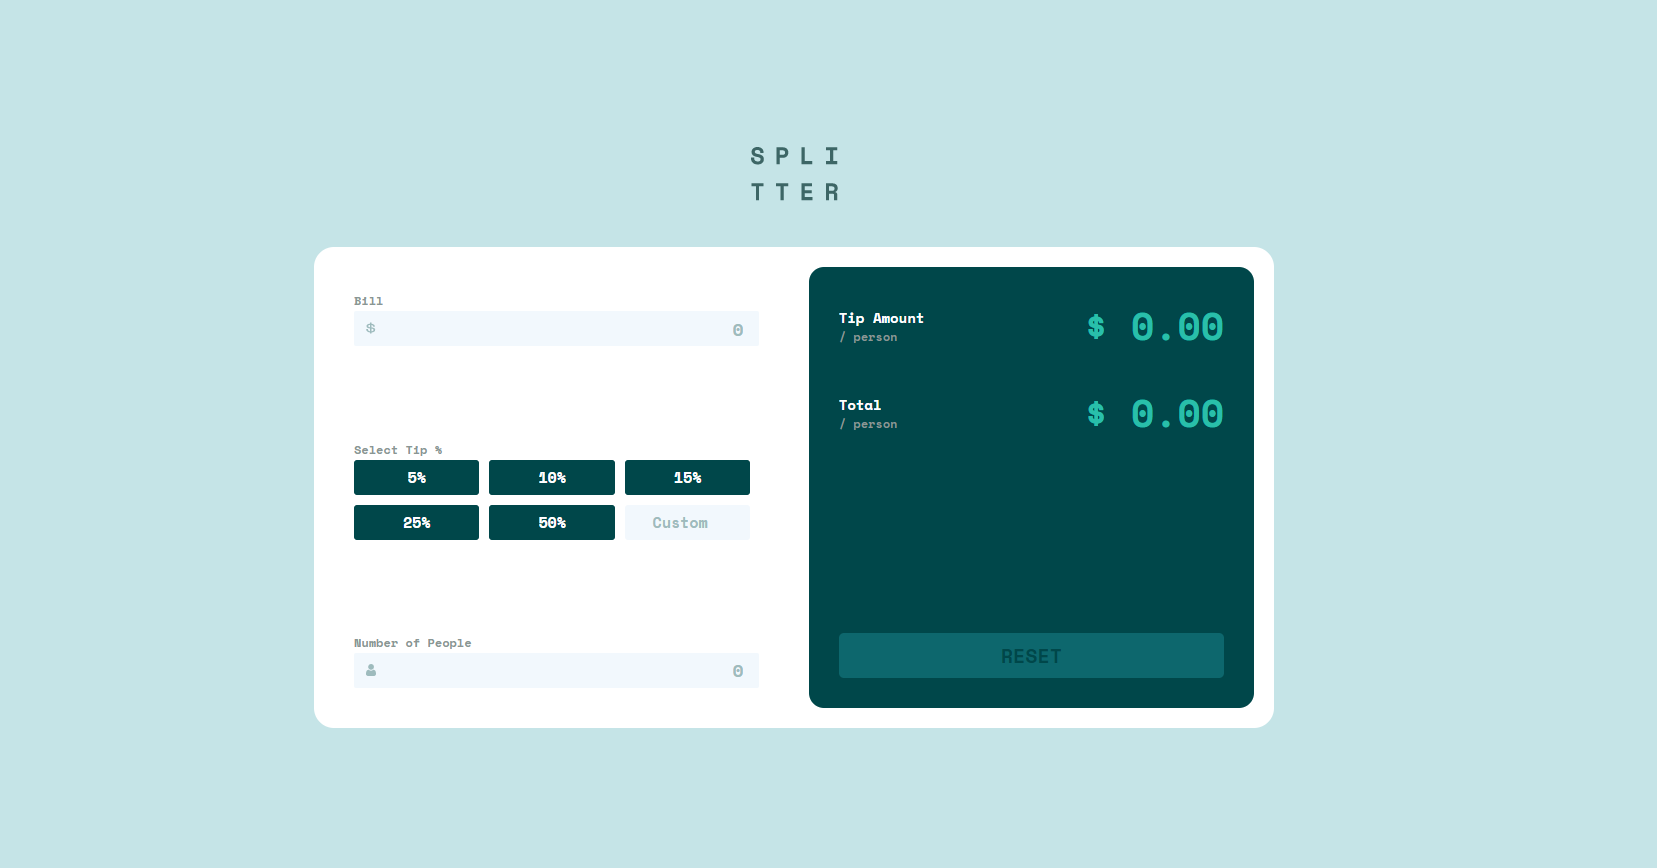 SPLI
TTER
Bill
$ 0
Select Tip %
5% 10% 15%
25% 50% Custom
Number of People
0
Tip Amount
/ person
$ 0.00
Total
/ person
$ 0.00
RESET